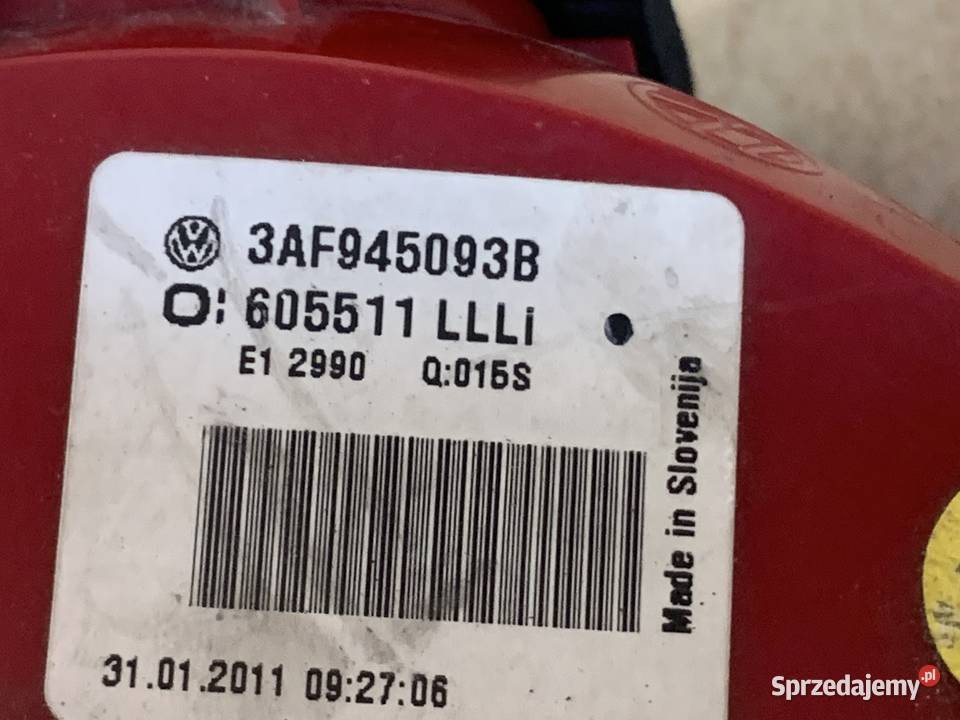 3AF945093B
O: 605511 LLLi
E1 2990 Q:015S
Made in Slovenija
31.01.2011 09:27:06
Sprzedajemy.pl